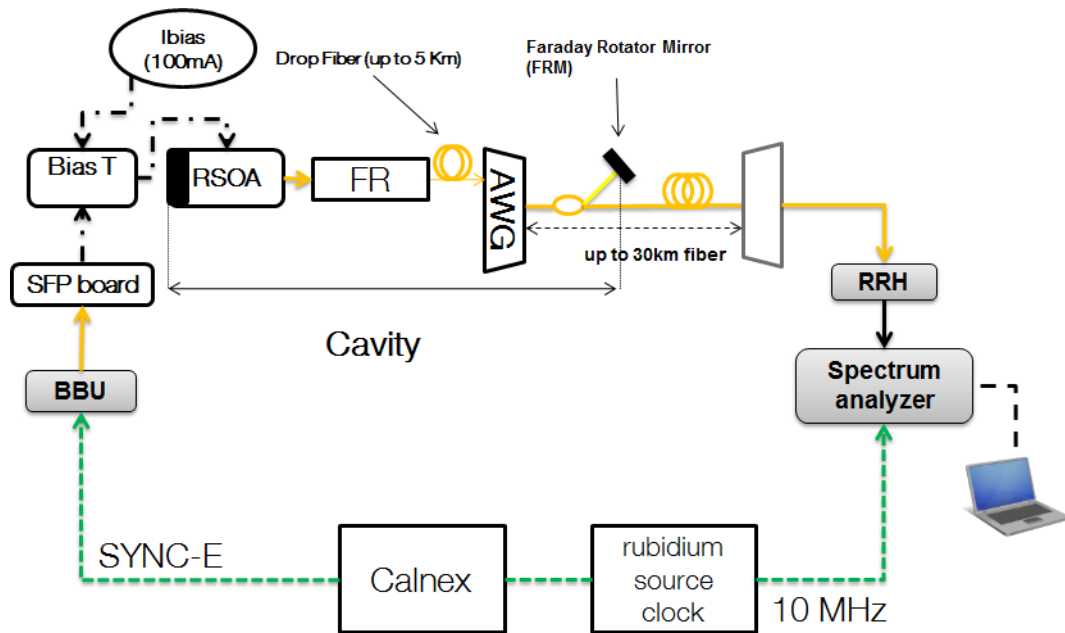 Ibias
(100mA)
Drop Fiber (up to 5 Km)
Faraday Rotator Mirror
(FRM)
Bias T
RSOA
FR
AWG
up to 30km fiber
SFP board
RRH
Cavity
BBU
Spectrum
analyzer
SYNC-E
Calnex
rubidium
source
clock
10 MHz